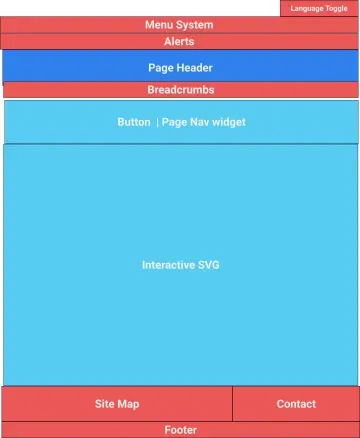 Language Toggle
Menu System
Alerts
Page Header
Breadcrumbs
Button | Page Nav widget
Interactive SVG
Site Map
Contact
Footer